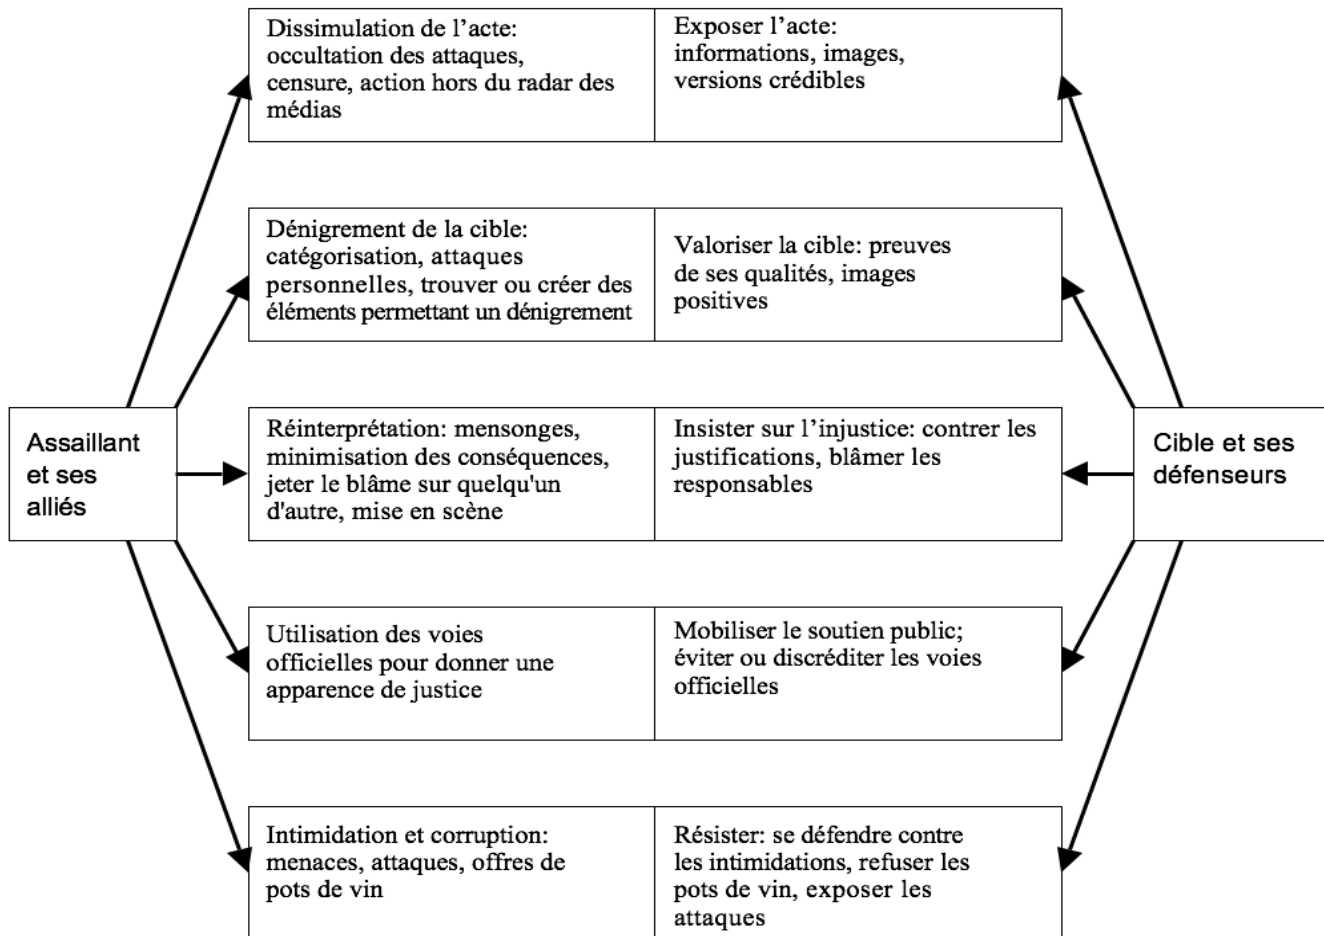 Dissimulation de l’acte:
occultation des attaques,
censure, action hors du radar des
médias
Exposer l’acte:
informations, images,
versions crédibles
Dénigrement de la cible:
catégorisation, attaques
personnelles, trouver ou créer des
éléments permettant un dénigrement
Valoriser la cible: preuves
de ses qualités, images
positives
Assaillant
et ses
alliés
Réinterprétation: mensonges,
minimisation des conséquences,
jeter le blâme sur quelqu'un
d'autre, mise en scène
Insister sur l’injustice: contrer les
justifications, blâmer les
responsables
Cible et ses
défenseurs
Utilisation des voies
officielles pour donner une
apparence de justice
Mobiliser le soutien public;
éviter ou discréditer les voies
officielles
Intimidation et corruption:
menaces, attaques, offres de
pots de vin
Résister: se défendre contre
les intimidations, refuser les
pots de vin, exposer les
attaques